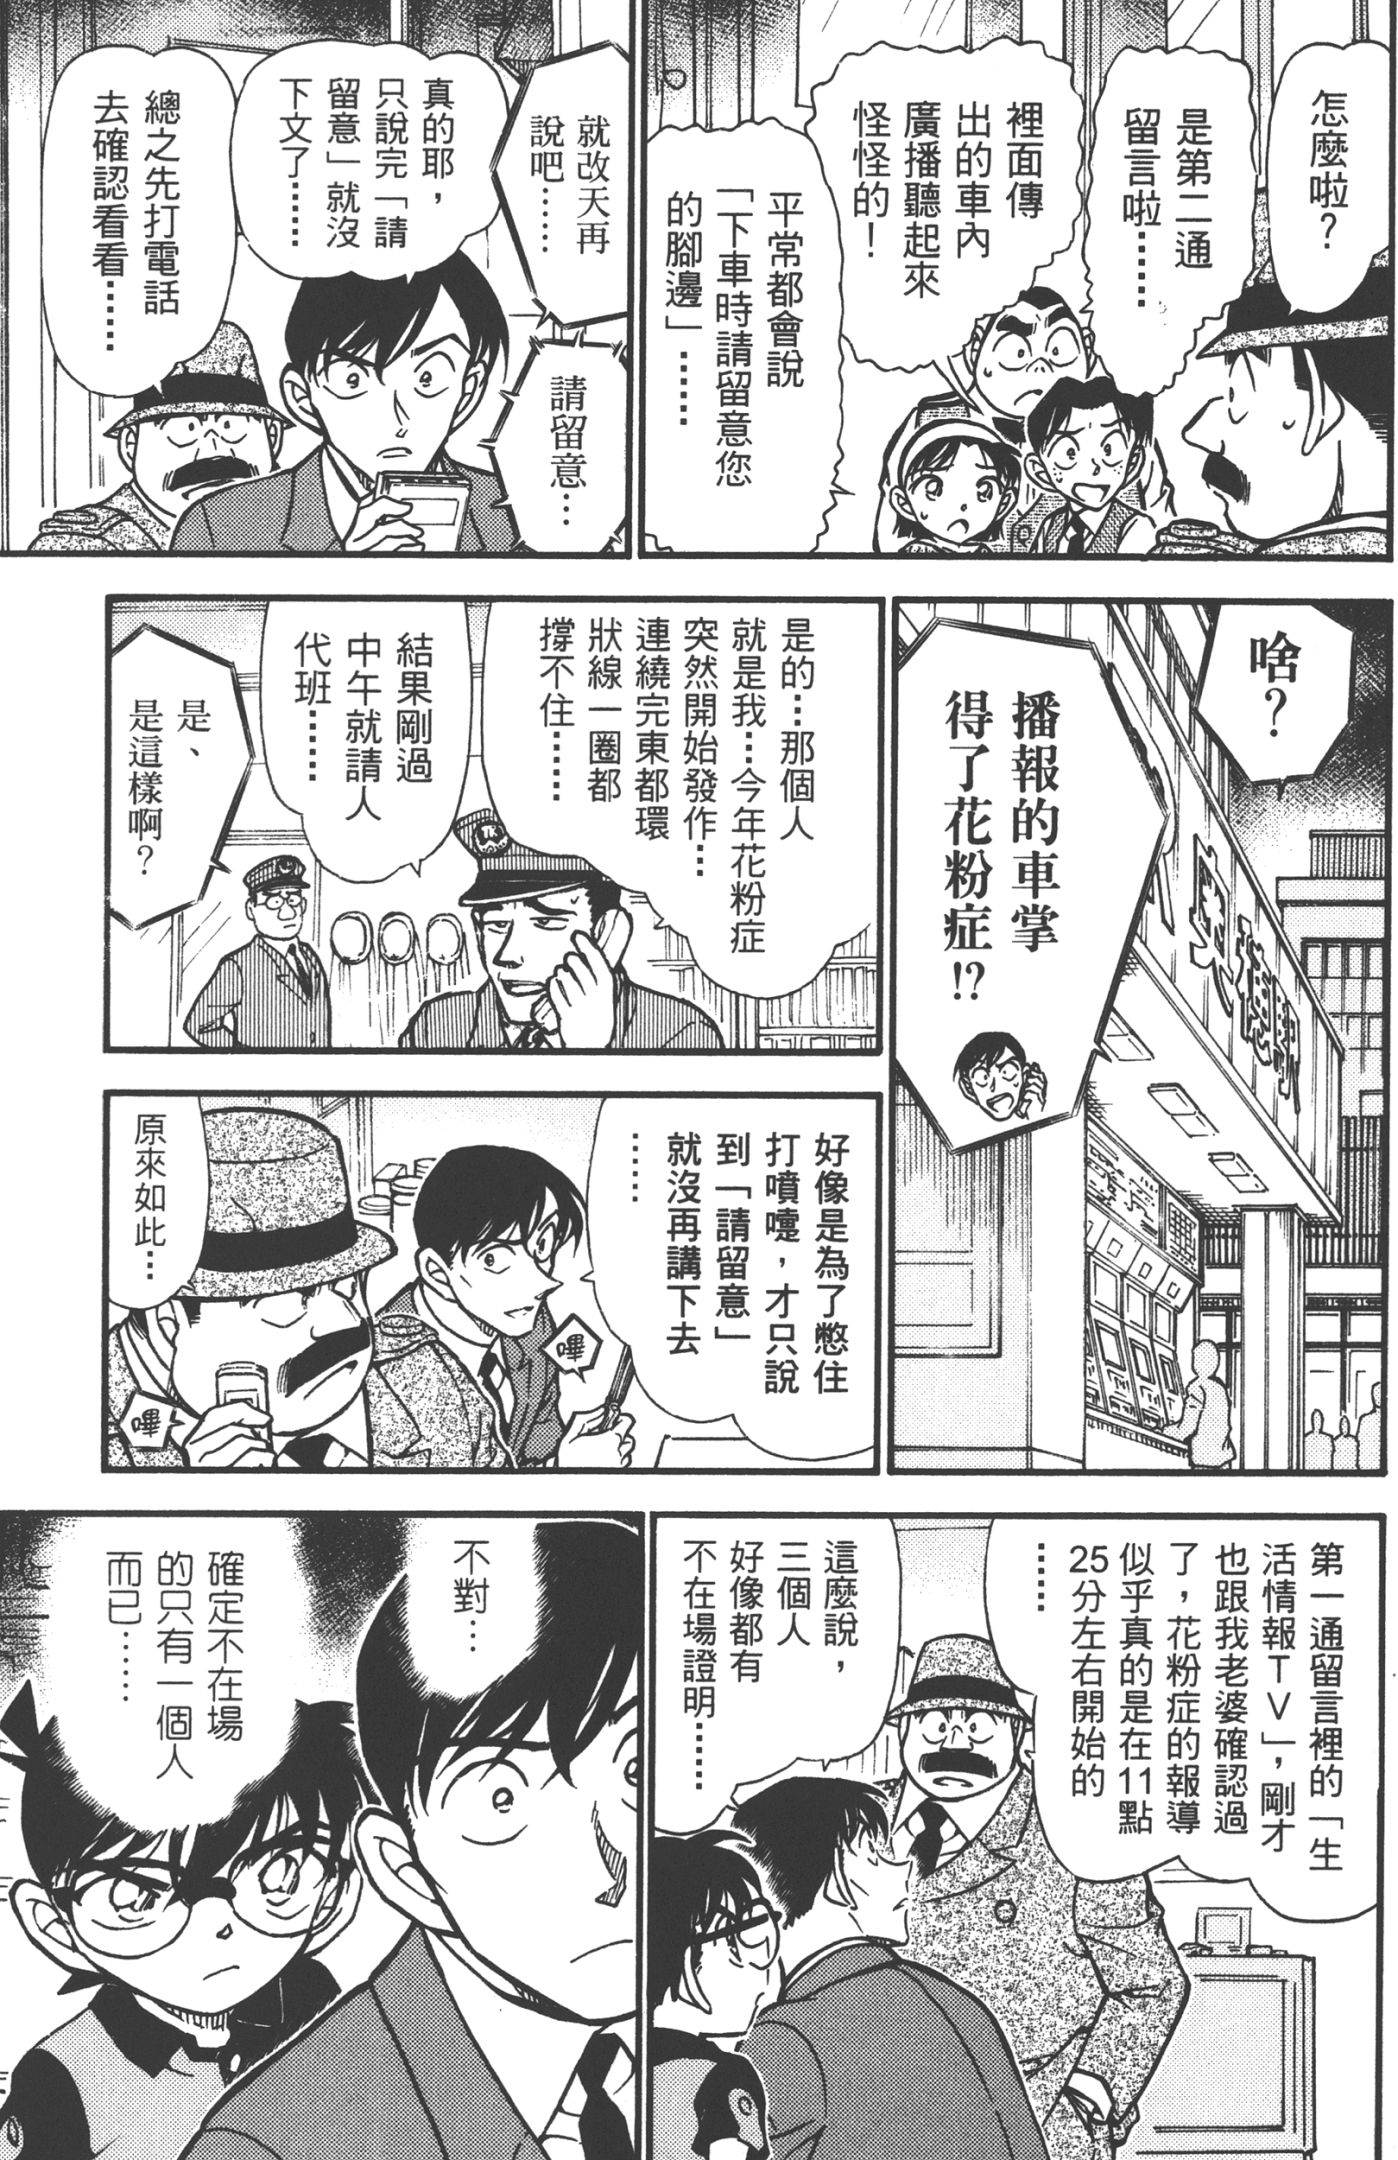 怎麼啦?
是第二通
留言啦……
裡面傳
出的車內
廣播聽起來
怪怪的!
平常都會說
「下車時請留意您
的腳邊」……
就改天再
說吧……
請留意…
真的耶,
只說完「請
留意」就沒
下文了……
總之先打電話
去確認看看……
啥?
播報的車掌
得了花粉症!?
是的…那個人
就是我…今年花粉症
突然開始發作……
連繞完東都環
狀線一圈都
撐不住……
結果剛過
中午就請人
代班……
是、
是這樣啊?
好像是為了憋住
打噴嚏,才只說
到「請留意」
就沒再講下去
……
嗶
原來如此…
嗶
第一通留言裡的「生
活情報TV」,剛才
也跟我老婆確認過
了,花粉症的報導
似乎真的是在11點
25分左右開始的
……
這麼說,
三個人
好像都有
不在場證明……
不對…
確定不在場
的只有一個人
而已……